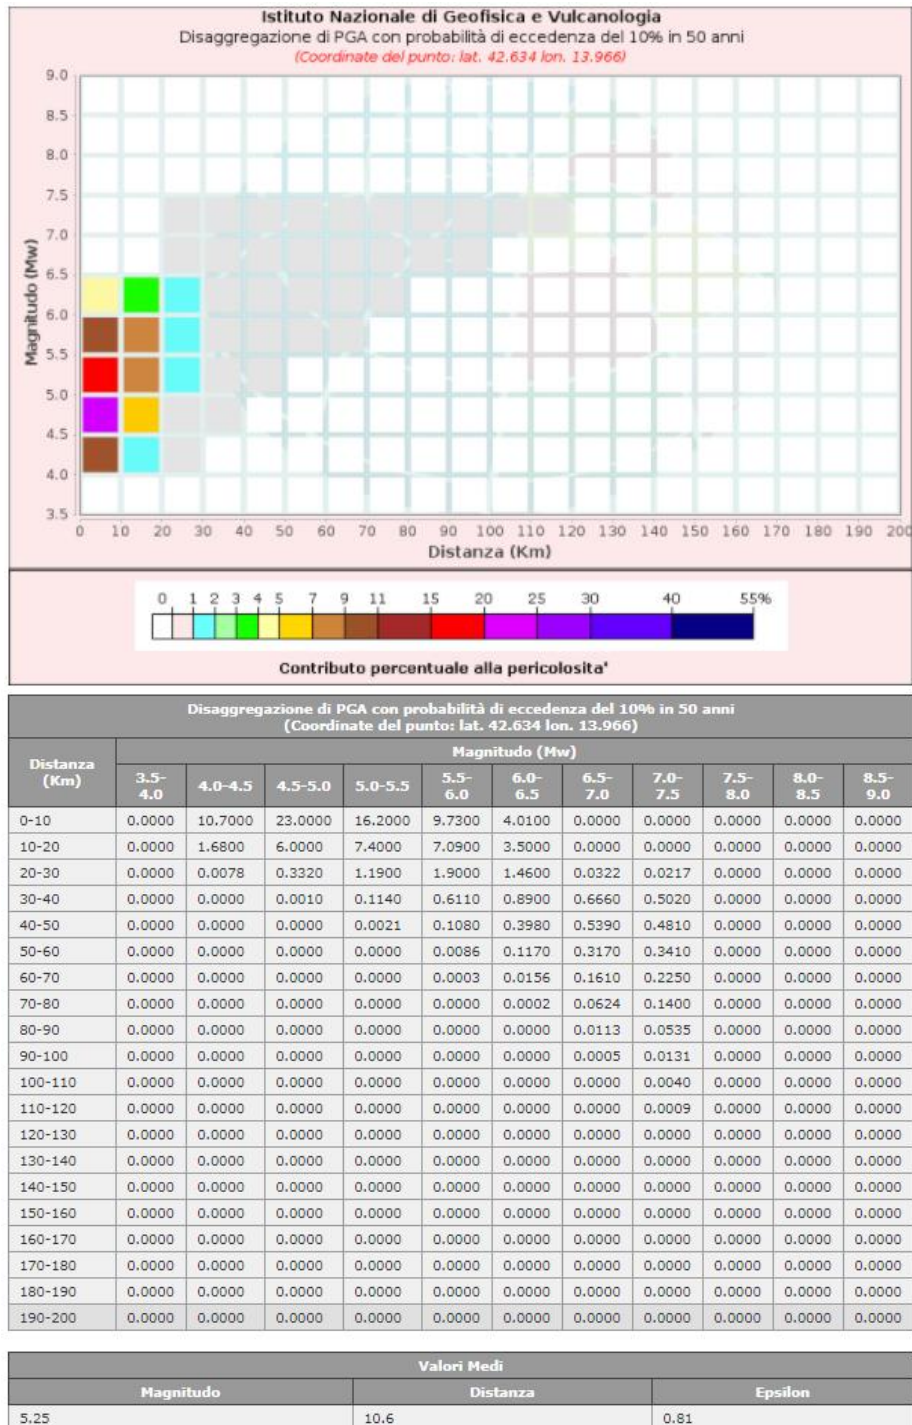 Istituto Nazionale di Geofisica e Vulcanologia
Disaggregazione di PGA con probabilità di eccedenza del 10% in 50 anni
(Coordinate del punto: lat. 42.634 lon. 13.966)
9.0
8.5
8.0
7.5
7.0
6.5
6.0
5.5
5.0
4.5
4.0
3.5
Magnitudo (Mw)
0 10 20 30 40 50 60 70 80 90 100 110 120 130 140 150 160 170 180 190 200
Distanza (Km)
0 1 2 3 4 5 7 9 11 15 20 25 30 40 55%
Contributo percentuale alla pericolosita'
Disaggregazione di PGA con probabilità di eccedenza del 10% in 50 anni
(Coordinate del punto: lat. 42.634 lon. 13.966)
Distanza (Km) Magnitudo (Mw)
3.5-4.0 4.0-4.5 4.5-5.0 5.0-5.5 5.5-6.0 6.0-6.5 6.5-7.0 7.0-7.5 7.5-8.0 8.0-8.5 8.5-9.0
0-10 0.0000 10.7000 23.0000 16.2000 9.7300 4.0100 0.0000 0.0000 0.0000 0.0000 0.0000
10-20 0.0000 1.6800 6.0000 7.4000 7.0900 3.5000 0.0000 0.0000 0.0000 0.0000 0.0000
20-30 0.0000 0.0078 0.3320 1.1900 1.9000 1.4600 0.0322 0.0217 0.0000 0.0000 0.0000
30-40 0.0000 0.0000 0.0010 0.1140 0.6110 0.8900 0.6660 0.5020 0.0000 0.0000 0.0000
40-50 0.0000 0.0000 0.0000 0.0021 0.1080 0.3980 0.5390 0.4810 0.0000 0.0000 0.0000
50-60 0.0000 0.0000 0.0000 0.0000 0.0086 0.1170 0.3170 0.3410 0.0000 0.0000 0.0000
60-70 0.0000 0.0000 0.0000 0.0000 0.0003 0.0156 0.1610 0.2250 0.0000 0.0000 0.0000
70-80 0.0000 0.0000 0.0000 0.0000 0.0000 0.0002 0.0624 0.1400 0.0000 0.0000 0.0000
80-90 0.0000 0.0000 0.0000 0.0000 0.0000 0.0000 0.0113 0.0535 0.0000 0.0000 0.0000
90-100 0.0000 0.0000 0.0000 0.0000 0.0000 0.0000 0.0005 0.0131 0.0000 0.0000 0.0000
100-110 0.0000 0.0000 0.0000 0.0000 0.0000 0.0000 0.0000 0.0040 0.0000 0.0000 0.0000
110-120 0.0000 0.0000 0.0000 0.0000 0.0000 0.0000 0.0000 0.0009 0.0000 0.0000 0.0000
120-130 0.0000 0.0000 0.0000 0.0000 0.0000 0.0000 0.0000 0.0000 0.0000 0.0000 0.0000
130-140 0.0000 0.0000 0.0000 0.0000 0.0000 0.0000 0.0000 0.0000 0.0000 0.0000 0.0000
140-150 0.0000 0.0000 0.0000 0.0000 0.0000 0.0000 0.0000 0.0000 0.0000 0.0000 0.0000
150-160 0.0000 0.0000 0.0000 0.0000 0.0000 0.0000 0.0000 0.0000 0.0000 0.0000 0.0000
160-170 0.0000 0.0000 0.0000 0.0000 0.0000 0.0000 0.0000 0.0000 0.0000 0.0000 0.0000
170-180 0.0000 0.0000 0.0000 0.0000 0.0000 0.0000 0.0000 0.0000 0.0000 0.0000 0.0000
180-190 0.0000 0.0000 0.0000 0.0000 0.0000 0.0000 0.0000 0.0000 0.0000 0.0000 0.0000
190-200 0.0000 0.0000 0.0000 0.0000 0.0000 0.0000 0.0000 0.0000 0.0000 0.0000 0.0000
Valori Medi
Magnitudo Distanza Epsilon
5.25 10.6 0.81